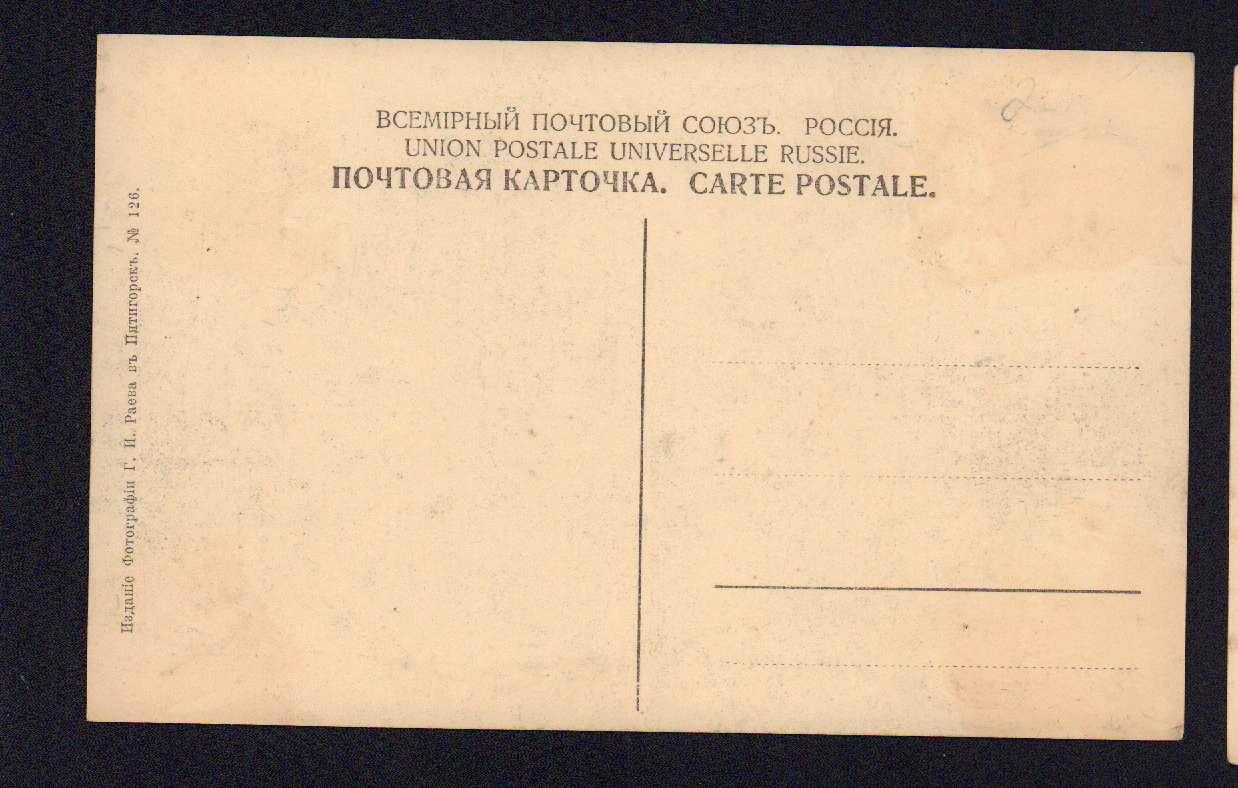 ВСЕМІРНЫЙ ПОЧТОВЫЙ СОЮЗЪ. РОССІЯ.
UNION POSTALE UNIVERSELLE RUSSIE.
ПОЧТОВАЯ КАРТОЧКА. CARTE POSTALE.
Изданіе Фотографіи Г. И. Раева въ Пятигорскѣ. № 126.
2